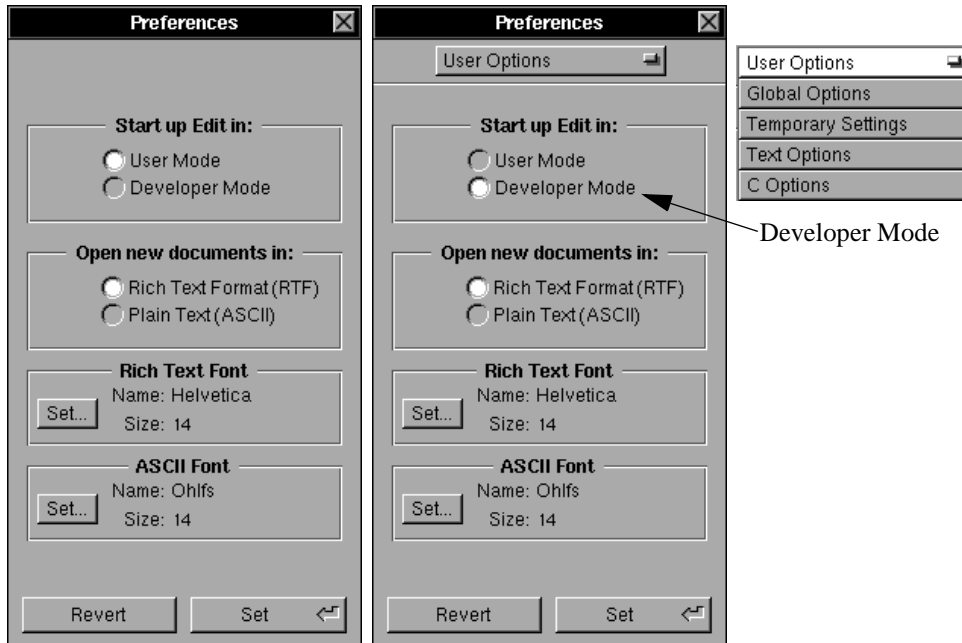 Preferences
Start up Edit in:
User Mode
Developer Mode
Open new documents in:
Rich Text Format (RTF)
Plain Text (ASCII)
Rich Text Font
Name: Helvetica
Set...
Size: 14
ASCII Font
Name: Ohlfs
Set...
Size: 14
Revert
Set
Preferences
User Options
Start up Edit in:
User Mode
Developer Mode
Open new documents in:
Rich Text Format (RTF)
Plain Text (ASCII)
Rich Text Font
Name: Helvetica
Set...
Size: 14
ASCII Font
Name: Ohlfs
Set...
Size: 14
Revert
Set
User Options
Global Options
Temporary Settings
Text Options
C Options
Developer Mode